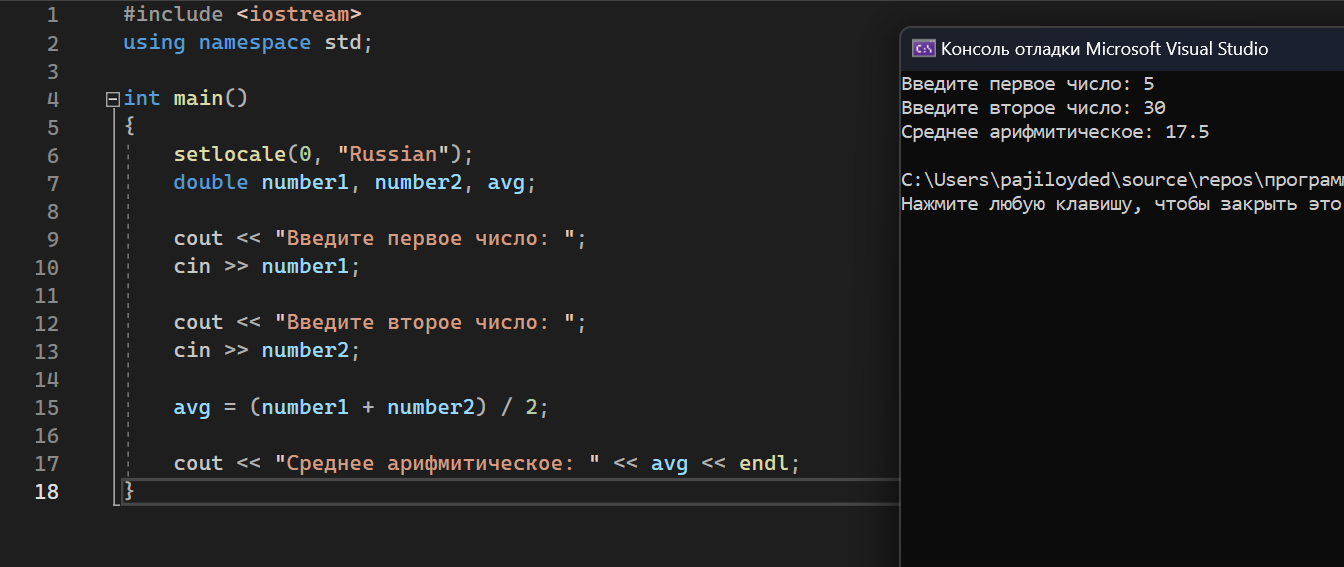 1 #include <iostream>
2 using namespace std;
3
4 int main()
5 {
6 setlocale(0, "Russian");
7 double number1, number2, avg;
8
9 cout << "Введите первое число: ";
10 cin >> number1;
11
12 cout << "Введите второе число: ";
13 cin >> number2;
14
15 avg = (number1 + number2) / 2;
16
17 cout << "Среднее арифмитическое: " << avg << endl;
18 }
Консоль отладки Microsoft Visual Studio
Введите первое число: 5
Введите второе число: 30
Среднее арифмитическое: 17.5
C:\Users\pajiloyded\source\repos\програм
Нажмите любую клавишу, чтобы закрыть это